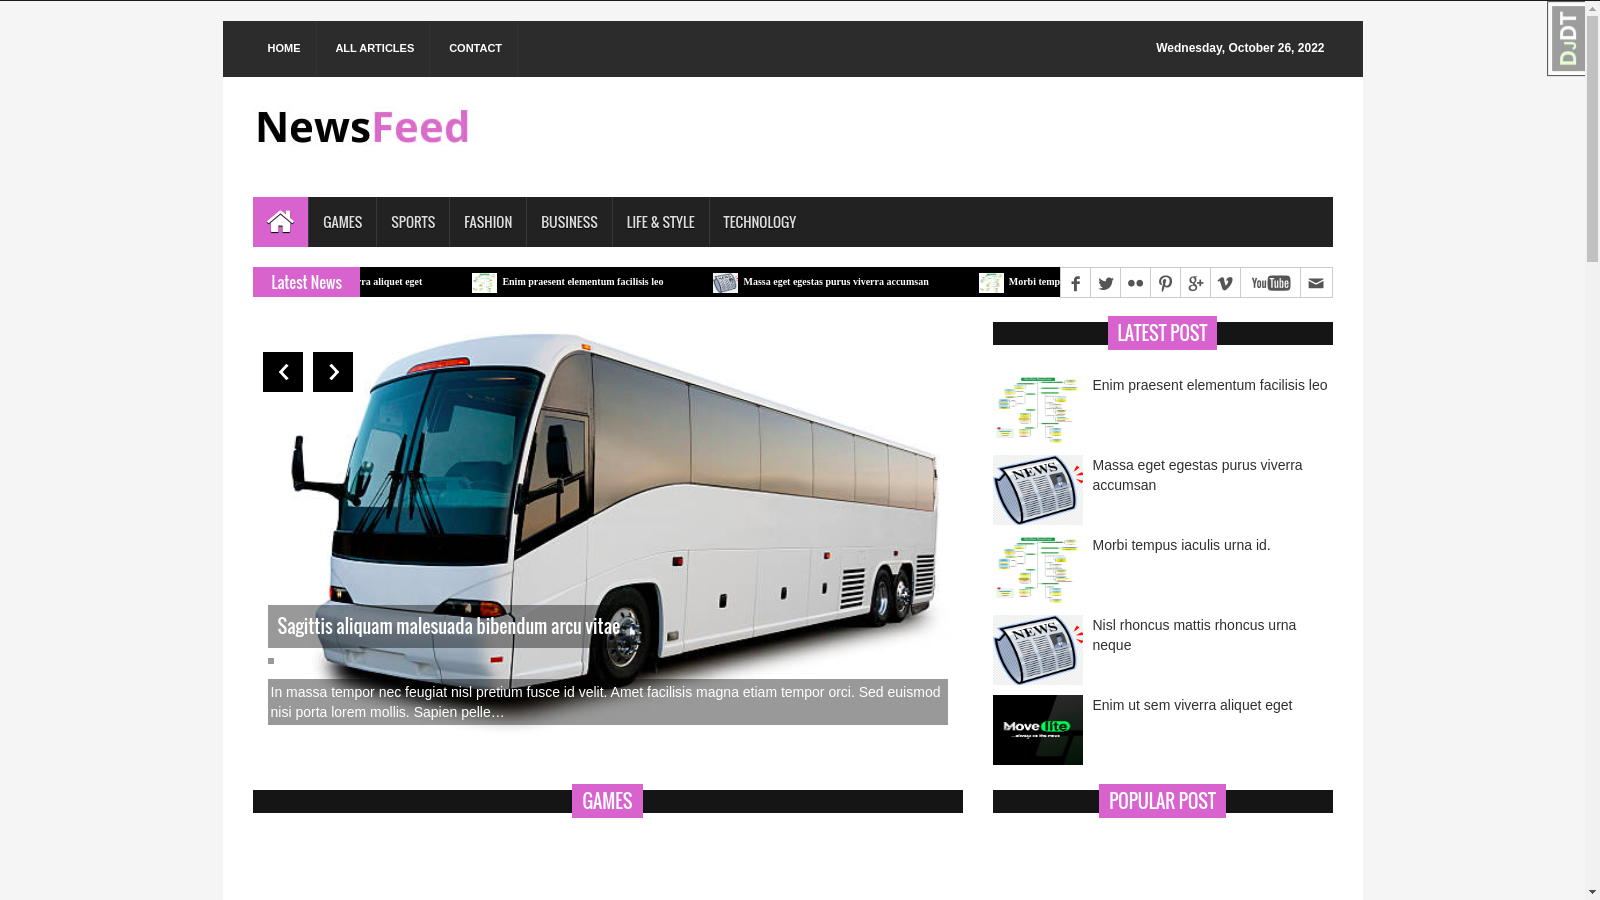 HOME
ALL ARTICLES
CONTACT
Wednesday, October 26, 2022
DJDT
NewsFeed
GAMES
SPORTS
FASHION
BUSINESS
LIFE & STYLE
TECHNOLOGY
Latest News
ra aliquet eget
Enim praesent elementum facilisis leo
Massa eget egestas purus viverra accumsan
Morbi temp
You Tube
LATEST POST
Enim praesent elementum facilisis leo
NEWS
Massa eget egestas purus viverra
accumsan
Morbi tempus iaculis urna id.
NEWS
Nisl rhoncus mattis rhoncus urna
neque
Move lite
...always on the move
Enim ut sem viverra aliquet eget
Sagittis aliquam malesuada bibendum arcu vitae
In massa tempor nec feugiat nisl pretium fusce id velit. Amet facilisis magna etiam tempor orci. Sed euismod
nisi porta lorem mollis. Sapien pelle…
GAMES
POPULAR POST